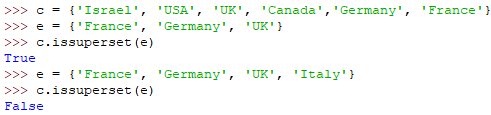 >>> c = {'Israel', 'USA', 'UK', 'Canada','Germany', 'France'}
>>> e = {'France', 'Germany', 'UK'}
>>> c.issuperset(e)
True
>>> e = {'France', 'Germany', 'UK', 'Italy'}
>>> c.issuperset(e)
False